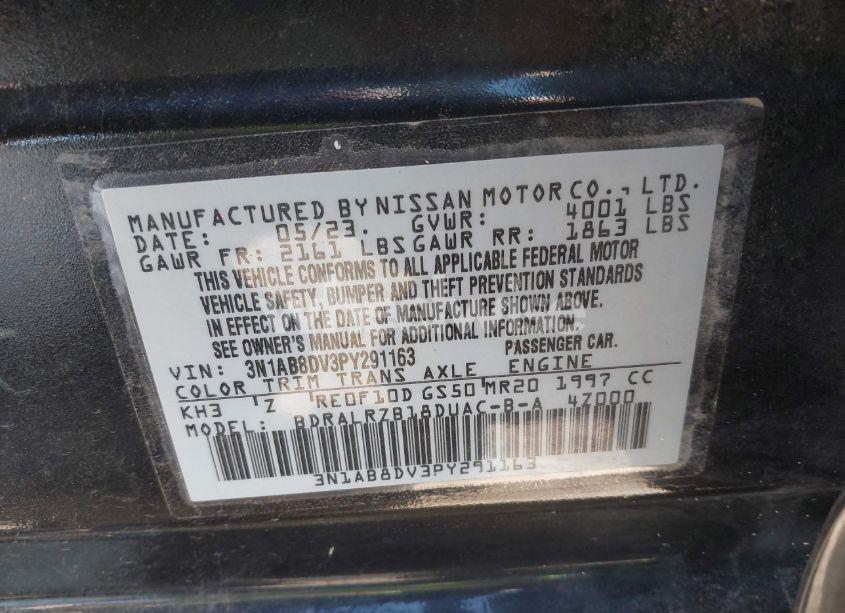 MANUFACTURED BY NISSAN MOTOR CO., LTD.
DATE: 05/23. GVWR: 4001 LBS
GAWR FR: 2161 LBS GAWR RR: 1863 LBS
THIS VEHICLE CONFORMS TO ALL APPLICABLE FEDERAL MOTOR
VEHICLE SAFETY, BUMPER AND THEFT PREVENTION STANDARDS
IN EFFECT ON THE DATE OF MANUFACTURE SHOWN ABOVE.
SEE OWNER'S MANUAL FOR ADDITIONAL INFORMATION.
VIN: 3N1AB8DV3PY291163 PASSENGER CAR.
COLOR TRIM TRANS AXLE ENGINE
KH3 Z RE0F10D GS50 MR20 1997 CC
MODEL: BDRALRZB18DUAC-B-A 4Z000
3N1AB8DV3PY291163